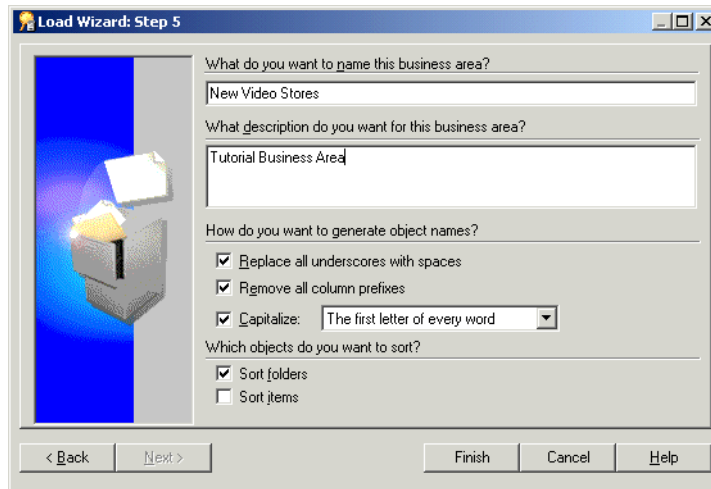 Load Wizard: Step 5
What do you want to name this business area?
New Video Stores
What description do you want for this business area?
Tutorial Business Area
How do you want to generate object names?
Replace all underscores with spaces
Remove all column prefixes
Capitalize: The first letter of every word
Which objects do you want to sort?
Sort folders
Sort items
< Back Next > Finish Cancel Help